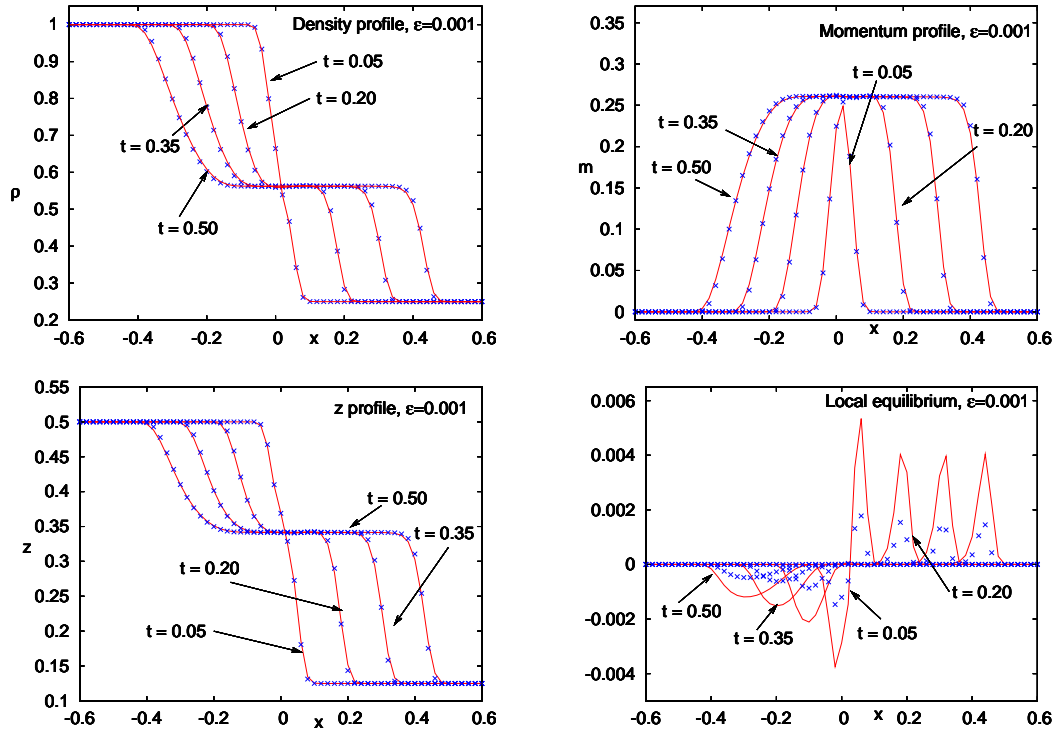 Density profile, ε=0.001
1
0.9
0.8
0.7
0.6
0.5
0.4
0.3
0.2
ρ
t = 0.05
t = 0.20
t = 0.35
t = 0.50
-0.6 -0.4 -0.2 0 0.2 0.4 0.6
x
Momentum profile, ε=0.001
0.35
0.3
0.25
0.2
0.15
0.1
0.05
0
m
t = 0.05
t = 0.35
t = 0.20
t = 0.50
-0.6 -0.4 -0.2 0 0.2 0.4 0.6
x
z profile, ε=0.001
0.55
0.5
0.45
0.4
0.35
0.3
0.25
0.2
0.15
0.1
z
t = 0.50
t = 0.35
t = 0.20
t = 0.05
-0.6 -0.4 -0.2 0 0.2 0.4 0.6
x
Local equilibrium, ε=0.001
0.006
0.004
0.002
0
-0.002
-0.004
t = 0.20
t = 0.50
t = 0.35
t = 0.05
-0.6 -0.4 -0.2 0 0.2 0.4 0.6
x